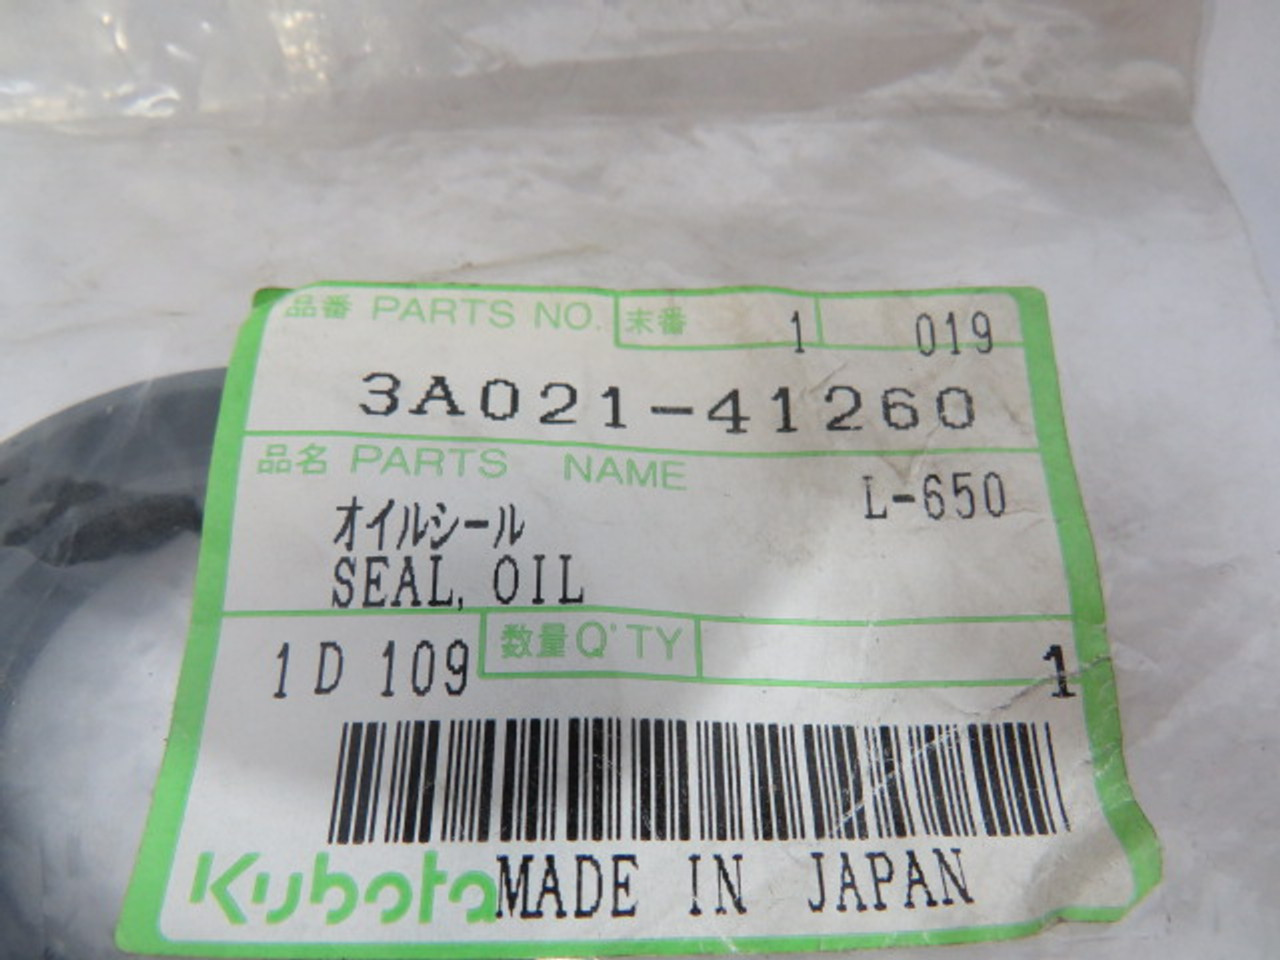 品番 PARTS NO. 末番 1 019
3A021-41260
品名 PARTS NAME L-650
オイルシール
SEAL, OIL
1D 109 数量 Q'TY 1
Kubota MADE IN JAPAN